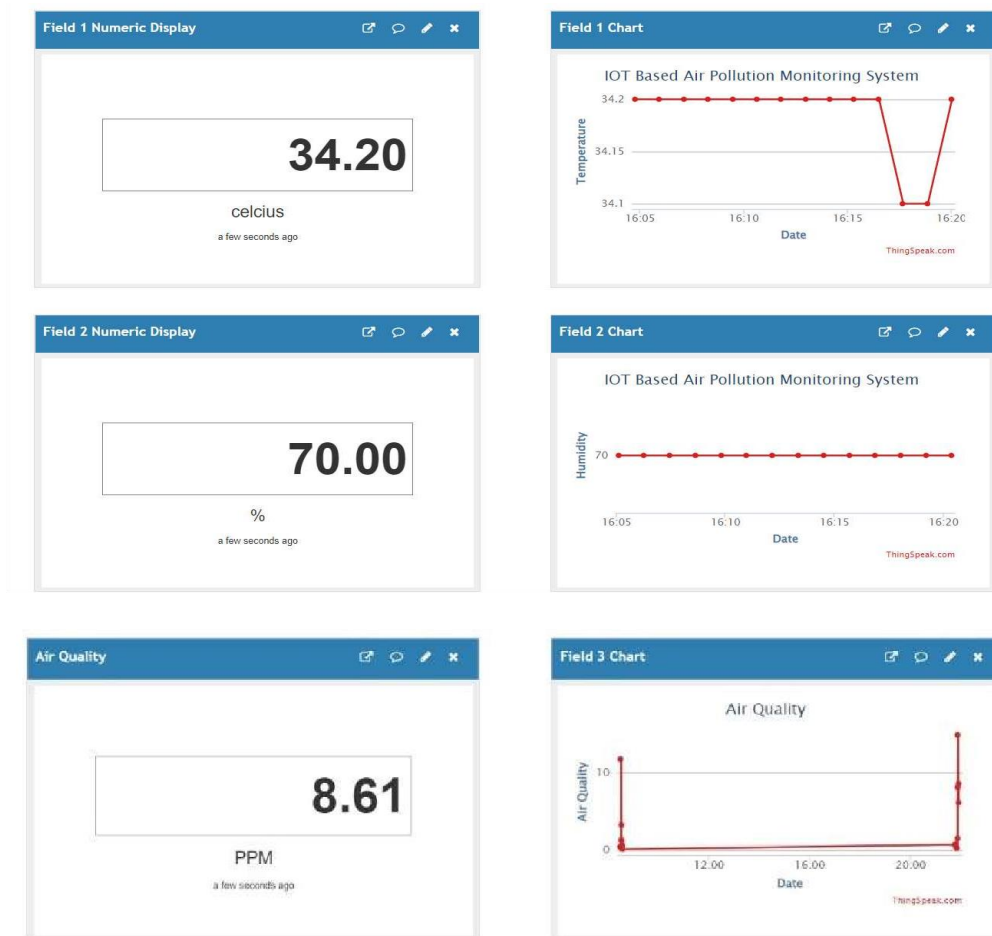 Field 1 Numeric Display
34.20
celcius
a few seconds ago
Field 1 Chart
IOT Based Air Pollution Monitoring System
Temperature
34.2
34.15
34.1
16:05 16:10 16:15 16:20
Date
ThingSpeak.com
Field 2 Numeric Display
70.00
%
a few seconds ago
Field 2 Chart
IOT Based Air Pollution Monitoring System
Humidity
70
16:05 16:10 16:15 16:20
Date
ThingSpeak.com
Air Quality
8.61
PPM
a few seconds ago
Field 3 Chart
Air Quality
Air Quality
10
0
12:00 16:00 20:00
Date
ThingSpeak.com